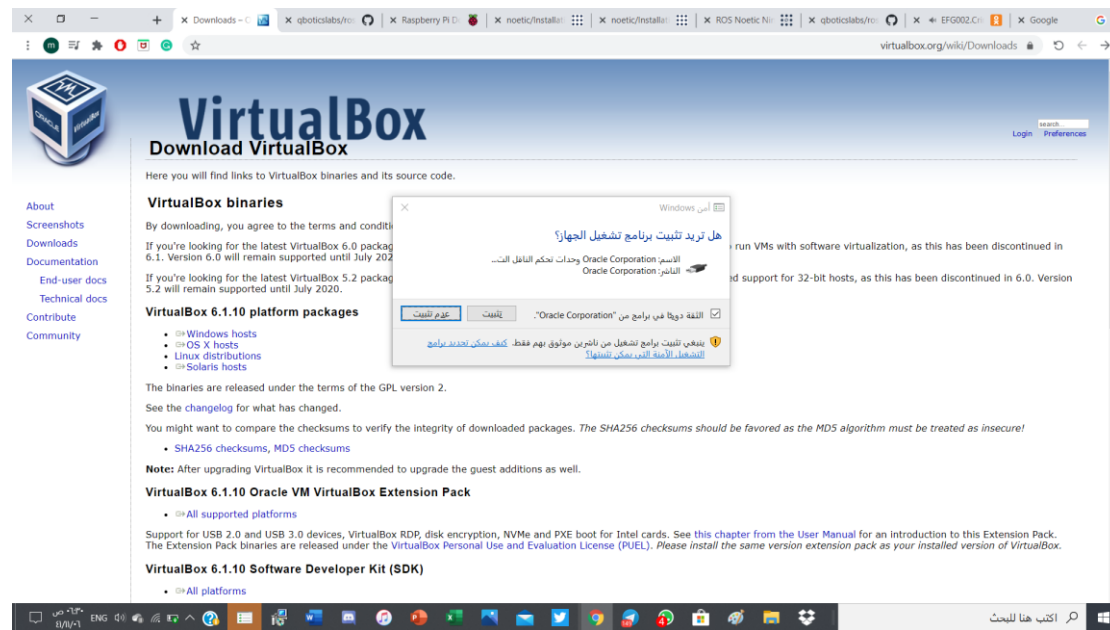 Downloads – O
qboticslabs/ro
Raspberry Pi D
noetic/Installat
noetic/Installat
ROS Noetic Nin
qboticslabs/ro
EFG002.Cri
Google
virtualbox.org/wiki/Downloads
VirtualBox
search
Login Preferences
About
Screenshots
Downloads
Documentation
End-user docs
Technical docs
Contribute
Community
Download VirtualBox
Here you will find links to VirtualBox binaries and its source code.
VirtualBox binaries
By downloading, you agree to the terms and conditi
If you're looking for the latest VirtualBox 6.0 packag
run VMs with software virtualization, as this has been discontinued in
6.1. Version 6.0 will remain supported until July 202
If you're looking for the latest VirtualBox 5.2 packag
ed support for 32-bit hosts, as this has been discontinued in 6.0. Version
5.2 will remain supported until July 2020.
أمن Windows
هل تريد تثبيت برنامج تشغيل الجهاز؟
الاسم: Oracle Corporation وحدات تحكم الناقل الت...
الناشر: Oracle Corporation
الثقة دومًا في برامج من "Oracle Corporation".
تثبيت
عدم تثبيت
ينبغي تثبيت برامج تشغيل من ناشرين موثوق بهم فقط. كيف يمكن تحديد برامج
التشغيل الآمنة التي يمكن تثبيتها؟
VirtualBox 6.1.10 platform packages
Windows hosts
OS X hosts
Linux distributions
Solaris hosts
The binaries are released under the terms of the GPL version 2.
See the changelog for what has changed.
You might want to compare the checksums to verify the integrity of downloaded packages. The SHA256 checksums should be favored as the MD5 algorithm must be treated as insecure!
SHA256 checksums, MD5 checksums
Note: After upgrading VirtualBox it is recommended to upgrade the guest additions as well.
VirtualBox 6.1.10 Oracle VM VirtualBox Extension Pack
All supported platforms
Support for USB 2.0 and USB 3.0 devices, VirtualBox RDP, disk encryption, NVMe and PXE boot for Intel cards. See this chapter from the User Manual for an introduction to this Extension Pack.
The Extension Pack binaries are released under the VirtualBox Personal Use and Evaluation License (PUEL). Please install the same version extension pack as your installed version of VirtualBox.
VirtualBox 6.1.10 Software Developer Kit (SDK)
All platforms
اكتب هنا للبحث
ENG